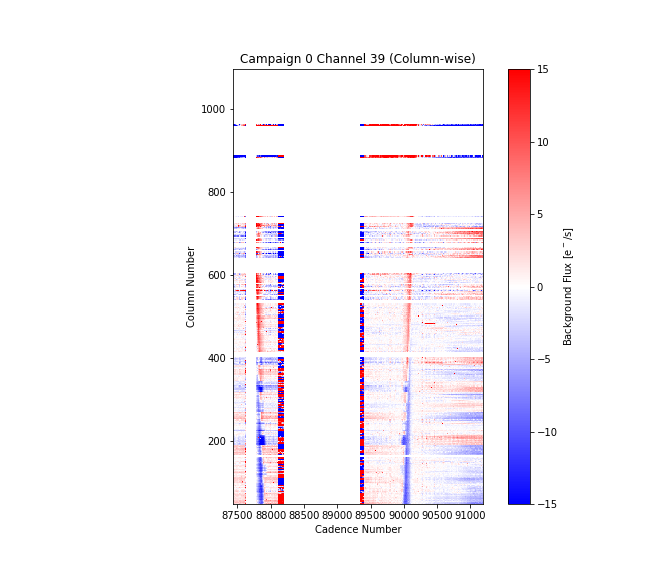 Campaign 0 Channel 39 (Column-wise)
1000
800
600
400
200
Column Number
87500 88000 88500 89000 89500 90000 90500 91000
Cadence Number
15
10
5
0
−5
−10
−15
Background Flux [e⁻/s]